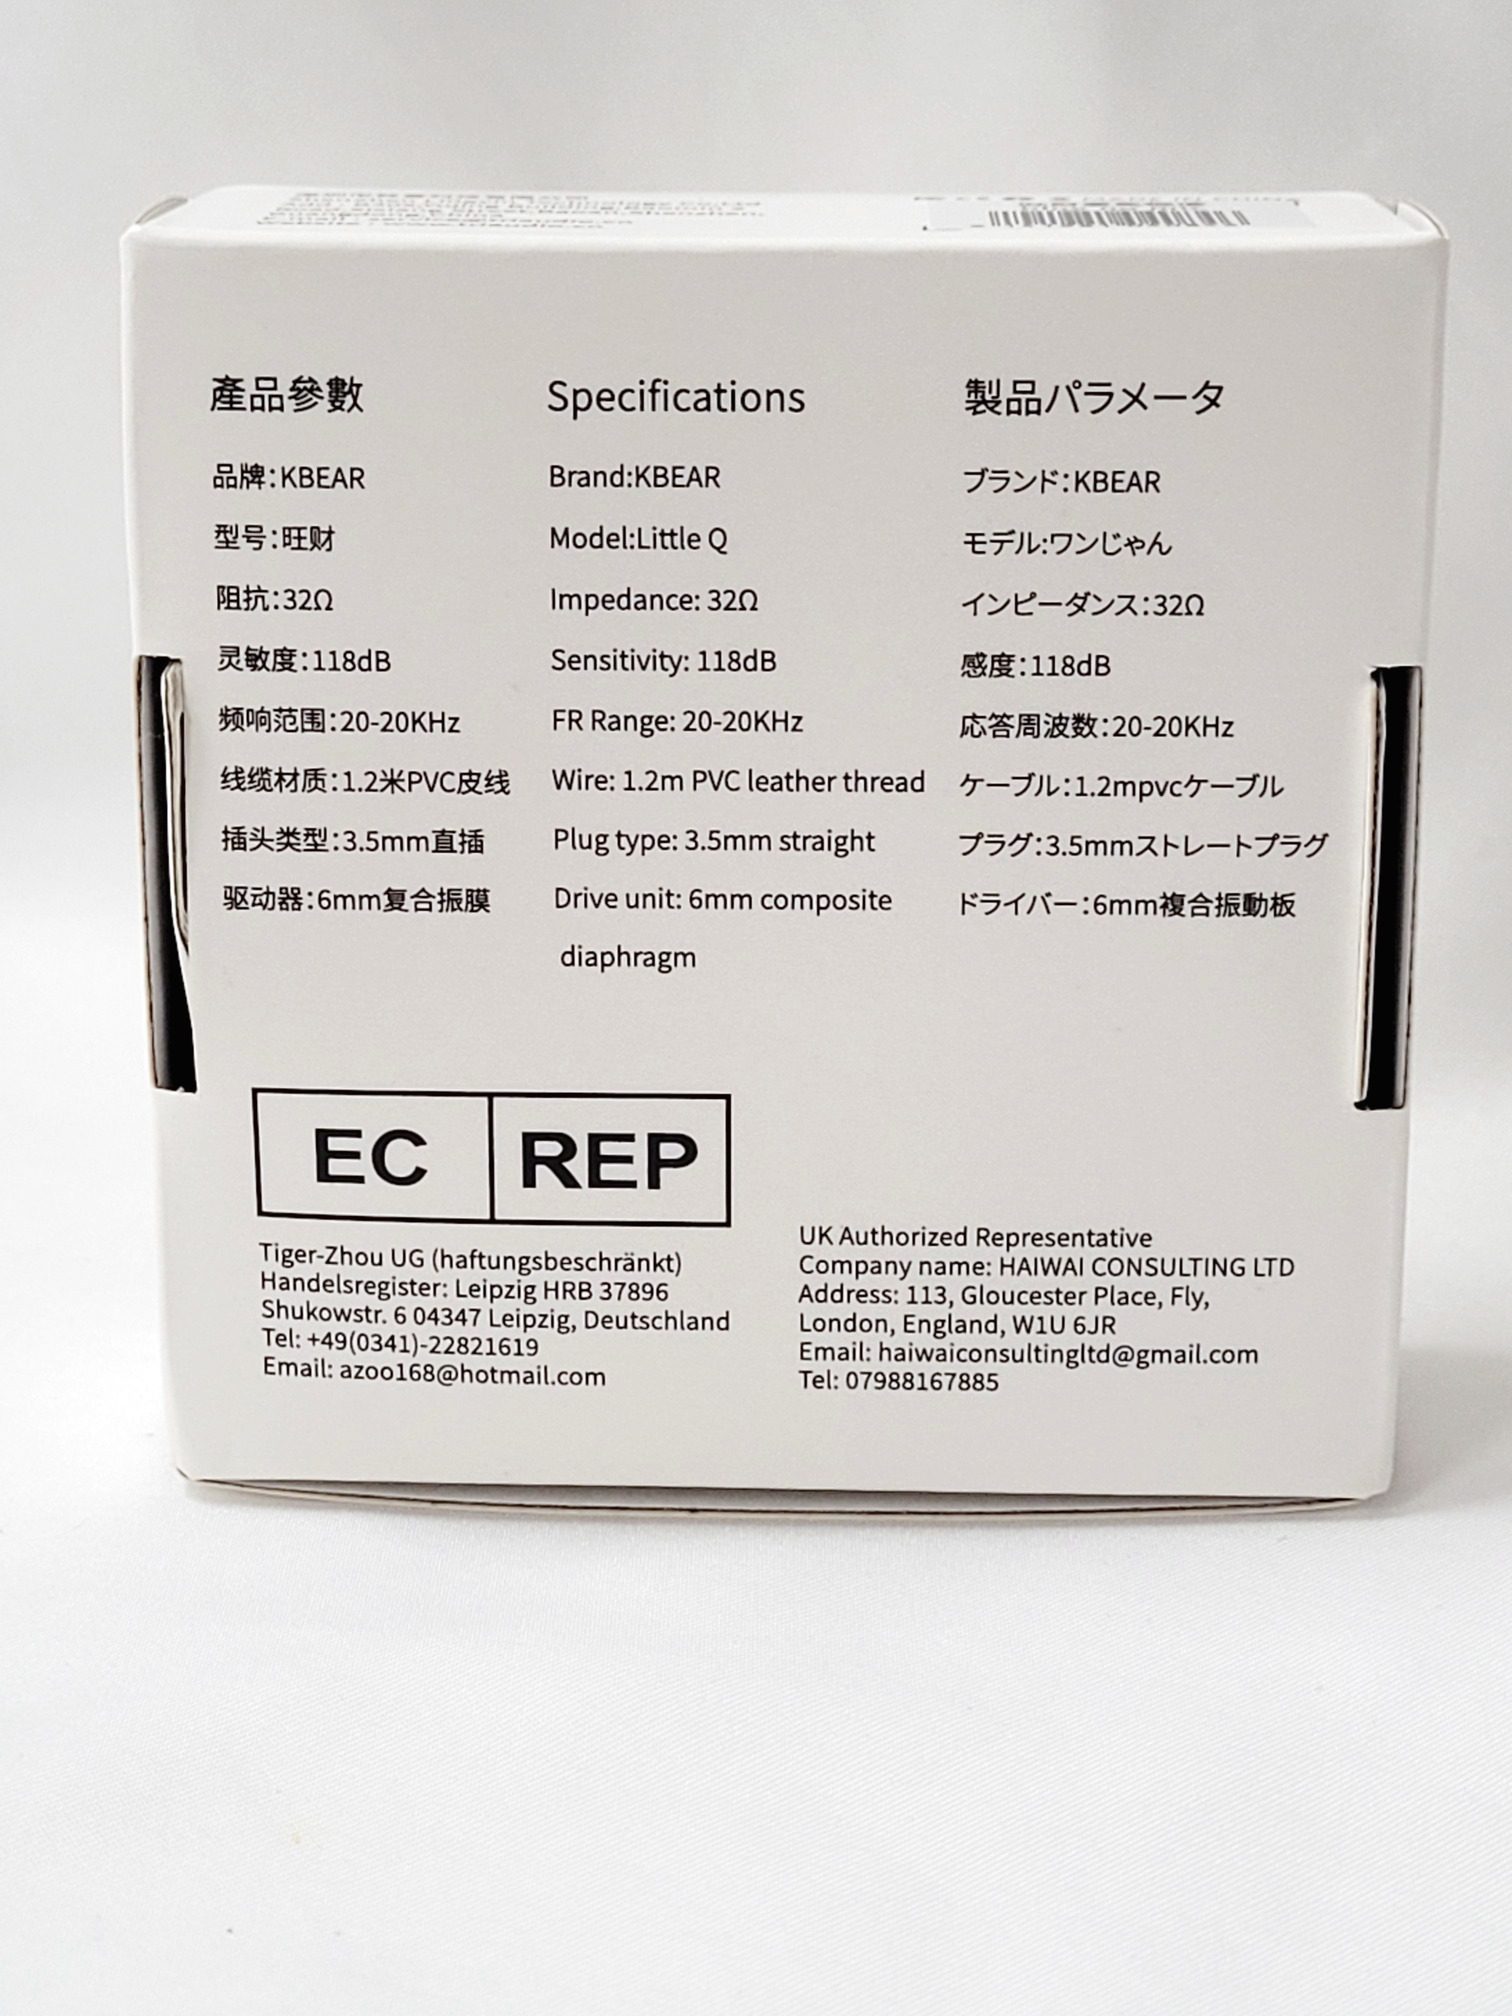 產品參數
品牌：KBEAR
型号：旺财
阻抗：32Ω
灵敏度：118dB
频响范围：20-20KHz
线缆材质：1.2米PVC皮线
插头类型：3.5mm直插
驱动器：6mm复合振膜
Specifications
Brand:KBEAR
Model:Little Q
Impedance: 32Ω
Sensitivity: 118dB
FR Range: 20-20KHz
Wire: 1.2m PVC leather thread
Plug type: 3.5mm straight
Drive unit: 6mm composite
diaphragm
製品パラメータ
ブランド：KBEAR
モデル:ワンじゃん
インピーダンス：32Ω
感度：118dB
応答周波数：20-20KHz
ケーブル：1.2mpvcケーブル
プラグ：3.5mmストレートプラグ
ドライバー：6mm複合振動板
EC REP
Tiger-Zhou UG (haftungsbeschränkt)
Handelsregister: Leipzig HRB 37896
Shukowstr. 6 04347 Leipzig, Deutschland
Tel: +49(0341)-22821619
Email: azoo168@hotmail.com
UK Authorized Representative
Company name: HAIWAI CONSULTING LTD
Address: 113, Gloucester Place, Fly,
London, England, W1U 6JR
Email: haiwaiconsultingltd@gmail.com
Tel: 07988167885